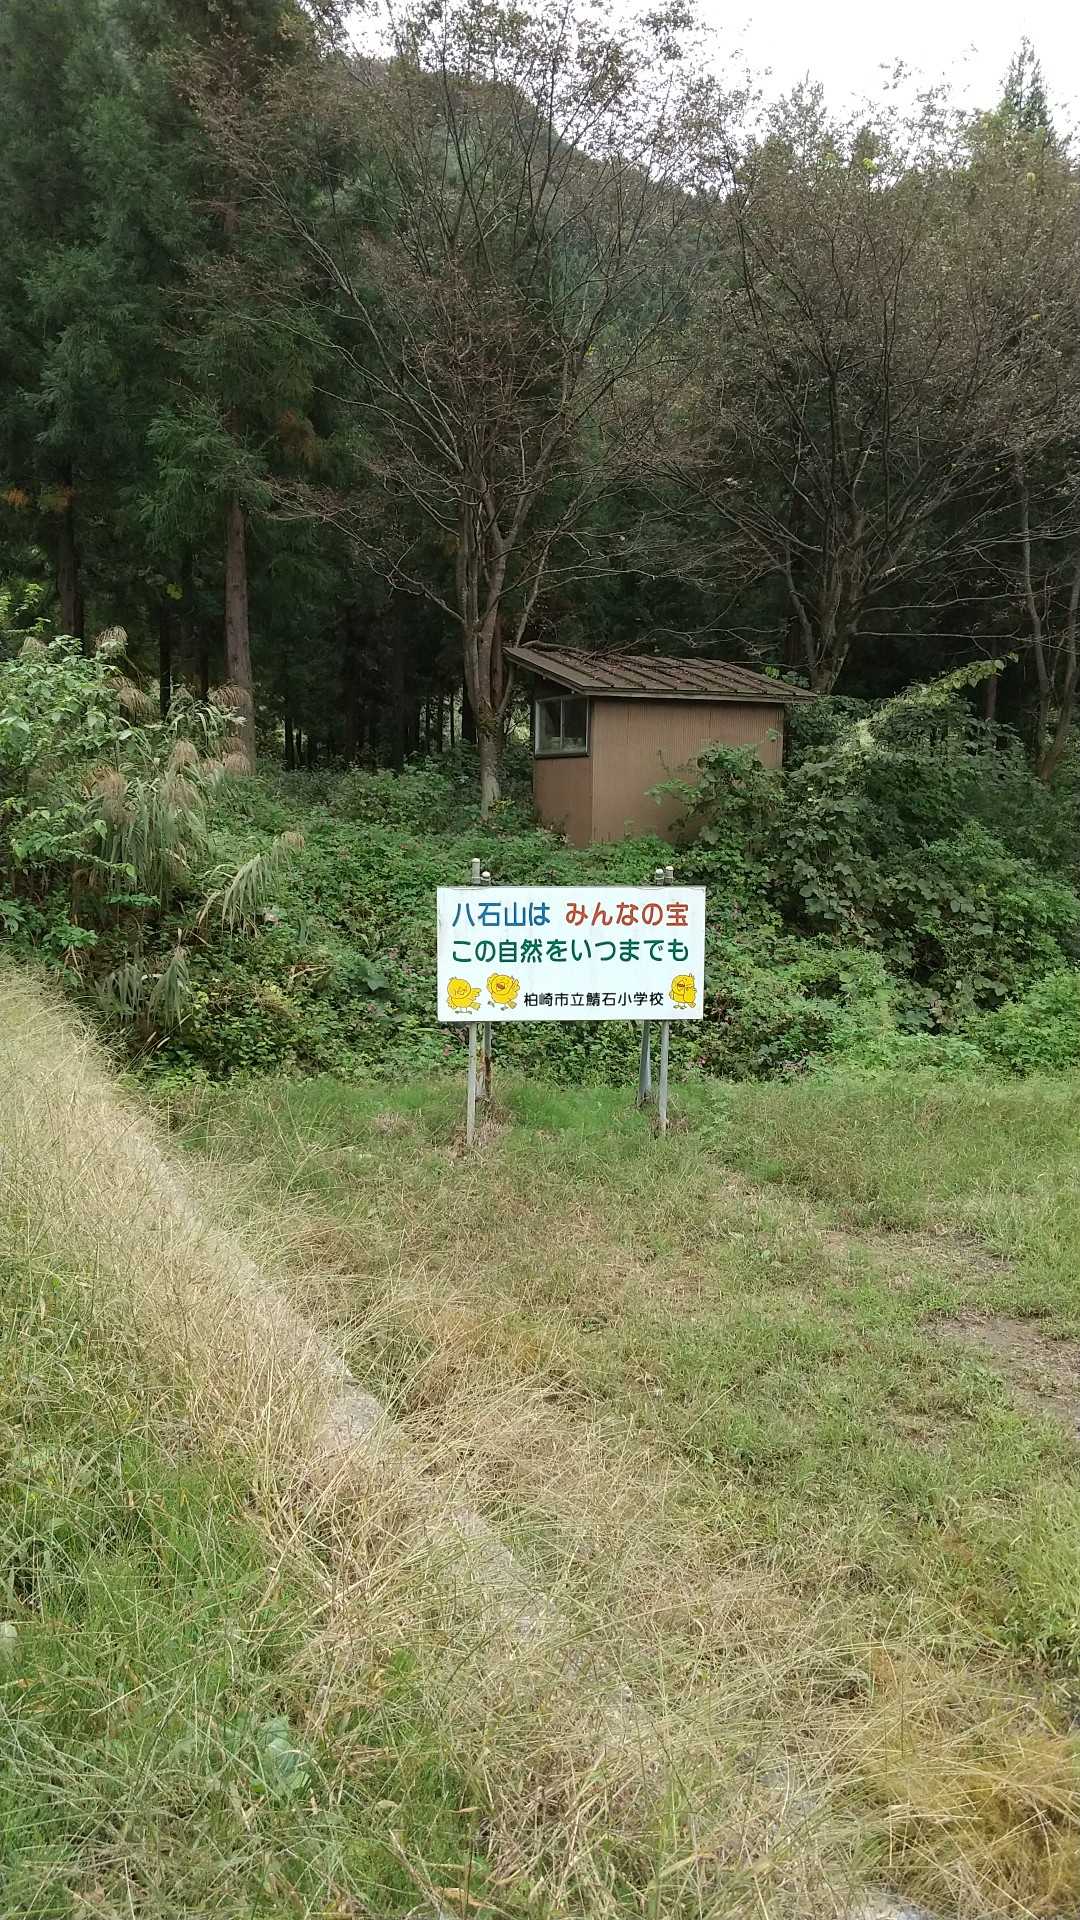 八石山は みんなの宝
この自然をいつまでも
柏崎市立鯖石小学校